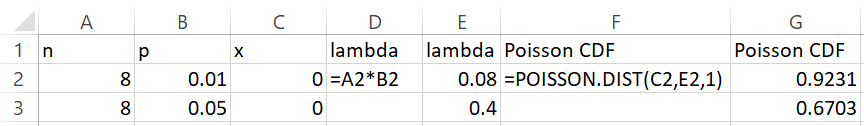 A B C D E F G
1 n p x lambda lambda Poisson CDF Poisson CDF
2 8 0.01 0 =A2*B2 0.08 =POISSON.DIST(C2,E2,1) 0.9231
3 8 0.05 0 0.4 0.6703